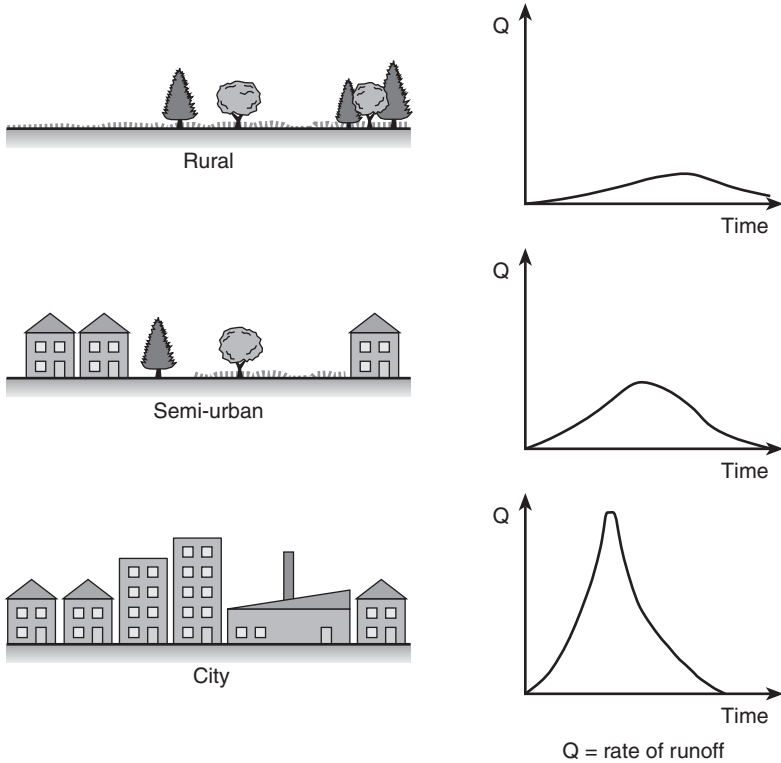 Q
Time
Rural
Q
Time
Semi-urban
Q
Time
City
Q = rate of runoff